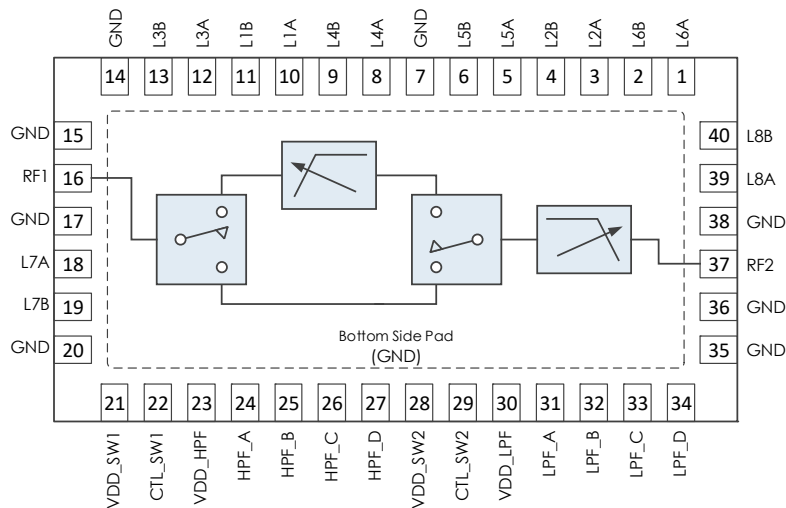 GND L3B L3A L1B L1A L4B L4A GND L5B L5A L2B L2A L6B L6A
14 13 12 11 10 9 8 7 6 5 4 3 2 1
GND 15
RF1 16
GND 17
L7A 18
L7B 19
GND 20
40 L8B
39 L8A
38 GND
37 RF2
36 GND
35 GND
Bottom Side Pad
(GND)
21 22 23 24 25 26 27 28 29 30 31 32 33 34
VDD_SW1 CTL_SW1 VDD_HPF HPF_A HPF_B HPF_C HPF_D VDD_SW2 CTL_SW2 VDD_LPF LPF_A LPF_B LPF_C LPF_D